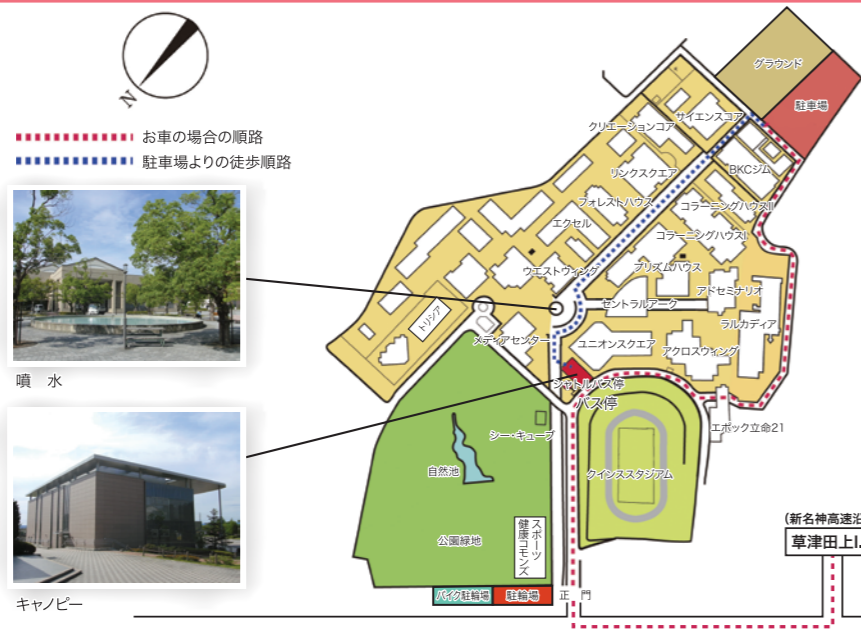 N
お車の場合の順路
駐車場よりの徒歩順路
噴 水
キャノピー
グラウンド
駐車場
サイエンスコア
クリエーションコア
BKCジム
リンクスクエア
コラーニングハウスII
フォレストハウス
コラーニングハウスI
エクセル
プリズムハウス
ウエストウィング
アドセミナリオ
セントラルアーク
トリシア
ラルカディア
メディアセンター
ユニオンスクエア
アクロスウィング
シャトルバス停
バス停
エポック立命21
シー・キューブ
自然池
クインススタジアム
公園緑地
スポーツ
健康コモンズ
バイク駐輪場
駐輪場
正 門
(新名神高速沿
草津田上I.